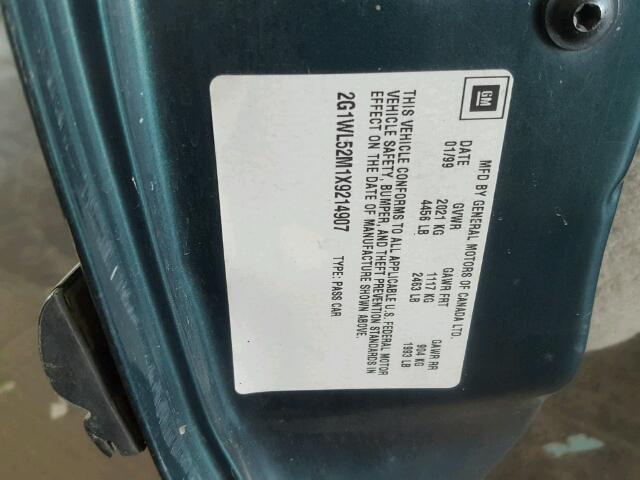 GM
MFD BY GENERAL MOTORS OF CANADA LTD.
DATE GVWR GAWR FRT GAWR RR
01/99 2021 KG 1117 KG 904 KG
4456 LB 2463 LB 1993 LB
THIS VEHICLE CONFORMS TO ALL APPLICABLE U.S. FEDERAL MOTOR
VEHICLE SAFETY, BUMPER, AND THEFT PREVENTION STANDARDS IN
EFFECT ON THE DATE OF MANUFACTURE SHOWN ABOVE.
2G1WL52M1X9214907 TYPE: PASS CAR